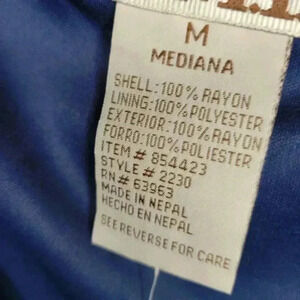 M
MEDIANA
SHELL:100% RAYON
LINING:100% POLYESTER
EXTERIOR:100% RAYON
FORRO:100% POLIESTER
ITEM # 854423
STYLE # 2230
RN# 63963
MADE IN NEPAL
HECHO EN NEPAL
SEE REVERSE FOR CARE